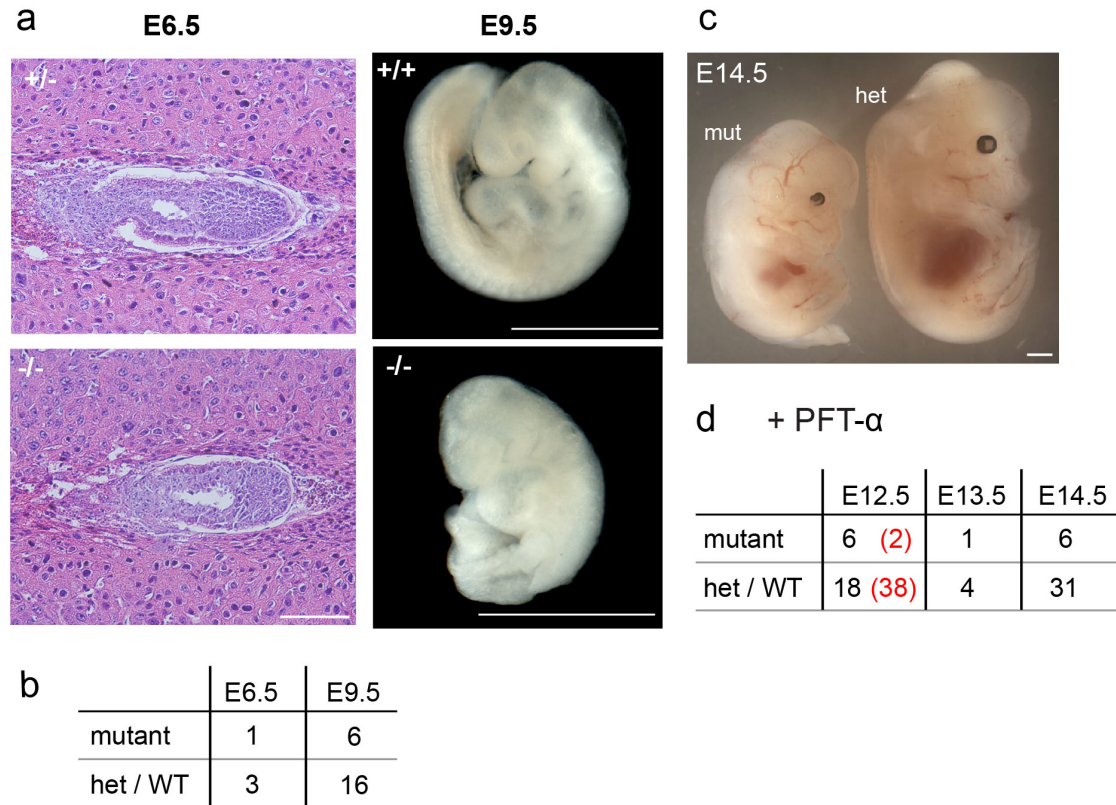 a
E6.5 E9.5
+/- +/+
-/- -/-
b
E6.5 E9.5
mutant 1 6
het / WT 3 16
c
E14.5
het
mut
d + PFT-α
E12.5 E13.5 E14.5
mutant 6 (2) 1 6
het / WT 18 (38) 4 31